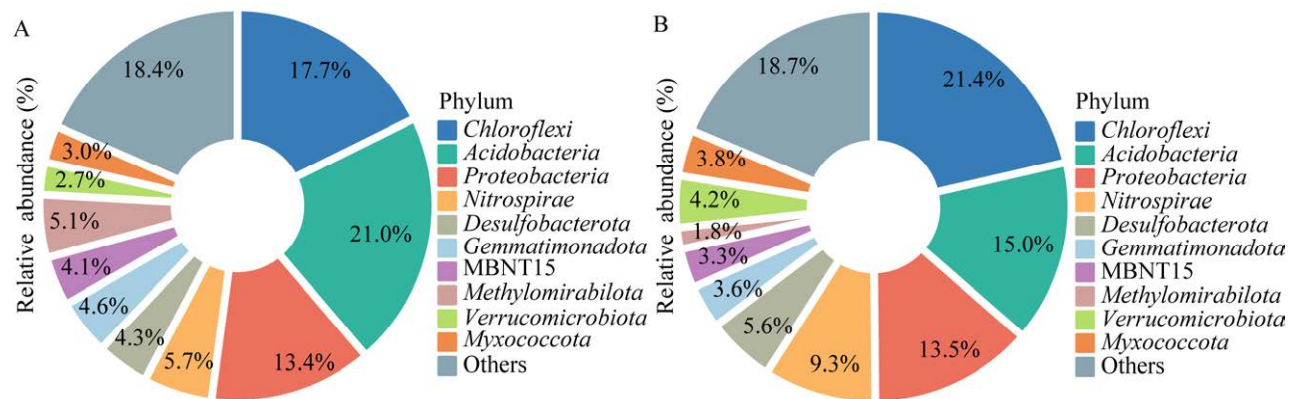 A
Relative abundance (%)
18.4%
17.7%
3.0%
2.7%
5.1%
4.1%
4.6%
4.3%
5.7%
13.4%
21.0%
Phylum
Chloroflexi
Acidobacteria
Proteobacteria
Nitrospirae
Desulfobacterota
Gemmatimonadota
MBNT15
Methylomirabilota
Verrucomicrobiota
Myxococcota
Others
B
Relative abundance (%)
18.7%
21.4%
3.8%
4.2%
1.8%
3.3%
3.6%
5.6%
9.3%
13.5%
15.0%
Phylum
Chloroflexi
Acidobacteria
Proteobacteria
Nitrospirae
Desulfobacterota
Gemmatimonadota
MBNT15
Methylomirabilota
Verrucomicrobiota
Myxococcota
Others